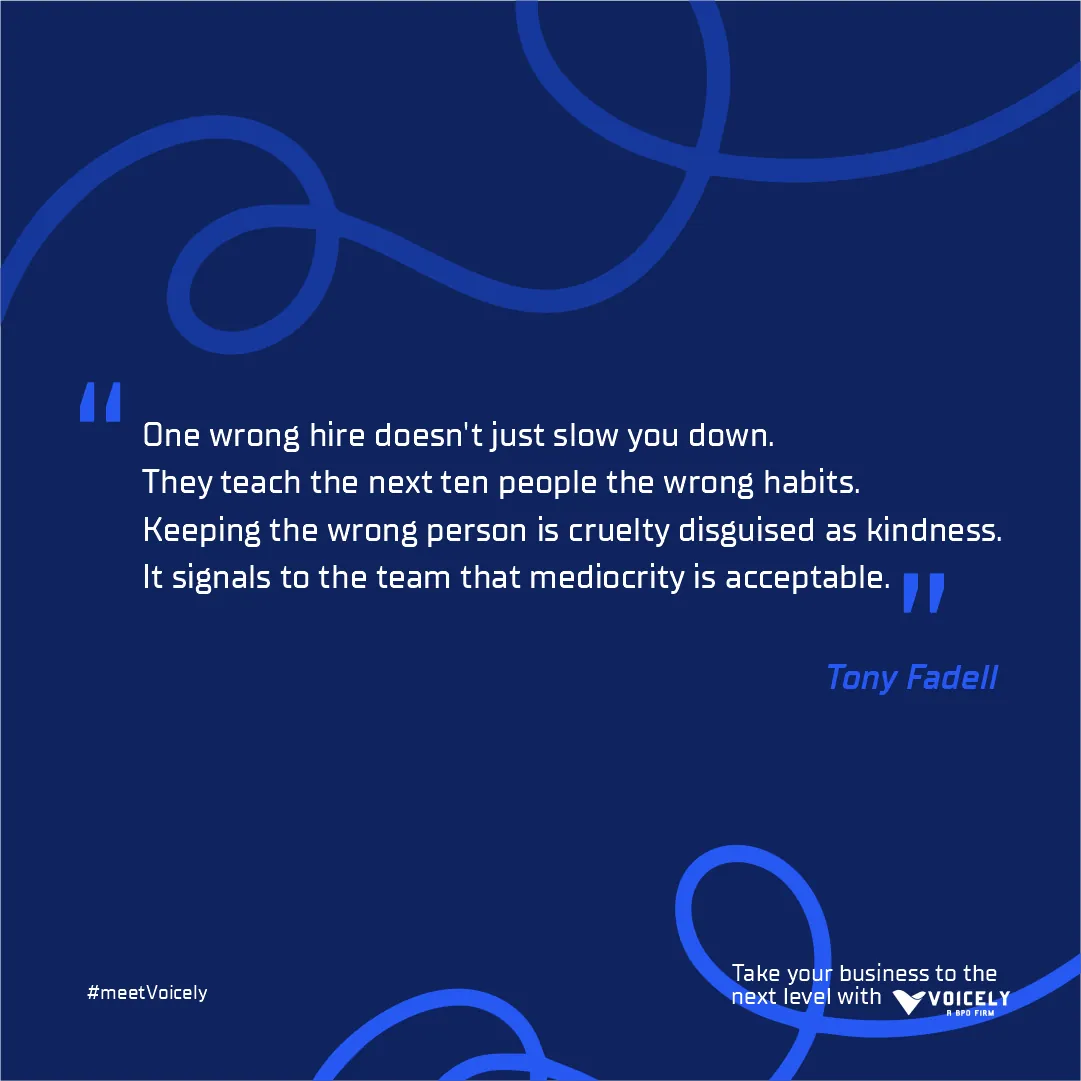 “
One wrong hire doesn't just slow you down.
They teach the next ten people the wrong habits.
Keeping the wrong person is cruelty disguised as kindness.
It signals to the team that mediocrity is acceptable.
”
Tony Fadell
#meetVoicely
Take your business to the
next level with VOICELY
A BPO FIRM